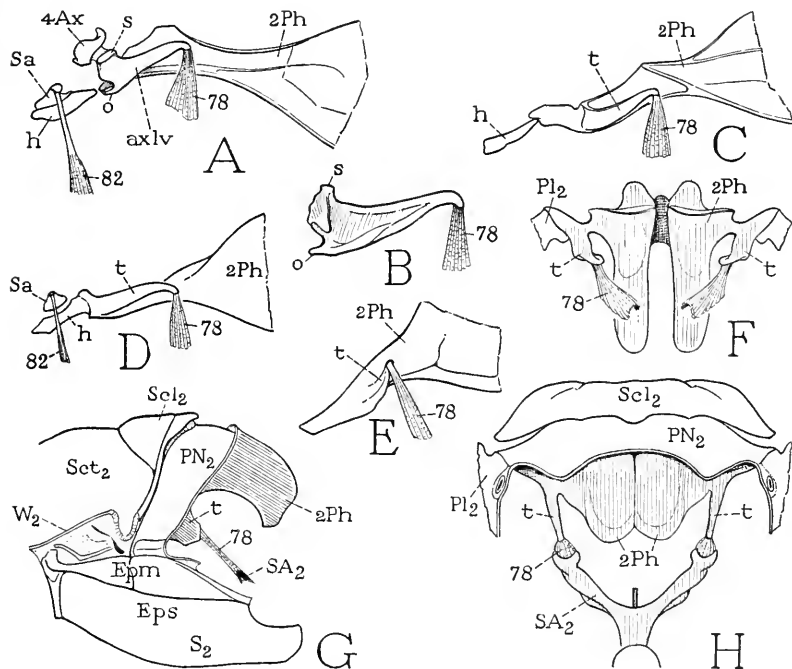 4Ax
s
2Ph
Sa
h
o
axlv
78
82
A
2Ph
t
h
78
C
s
o
78
B
Pl2
2Ph
t
t
78
F
Sa
t
2Ph
h
82
78
D
2Ph
t
78
E
Scl2
Sct2
PN2
2Ph
W2
t
78
SA2
Epm
Eps
S2
G
Scl2
PN2
Pl2
t
t
2Ph
78
SA2
H